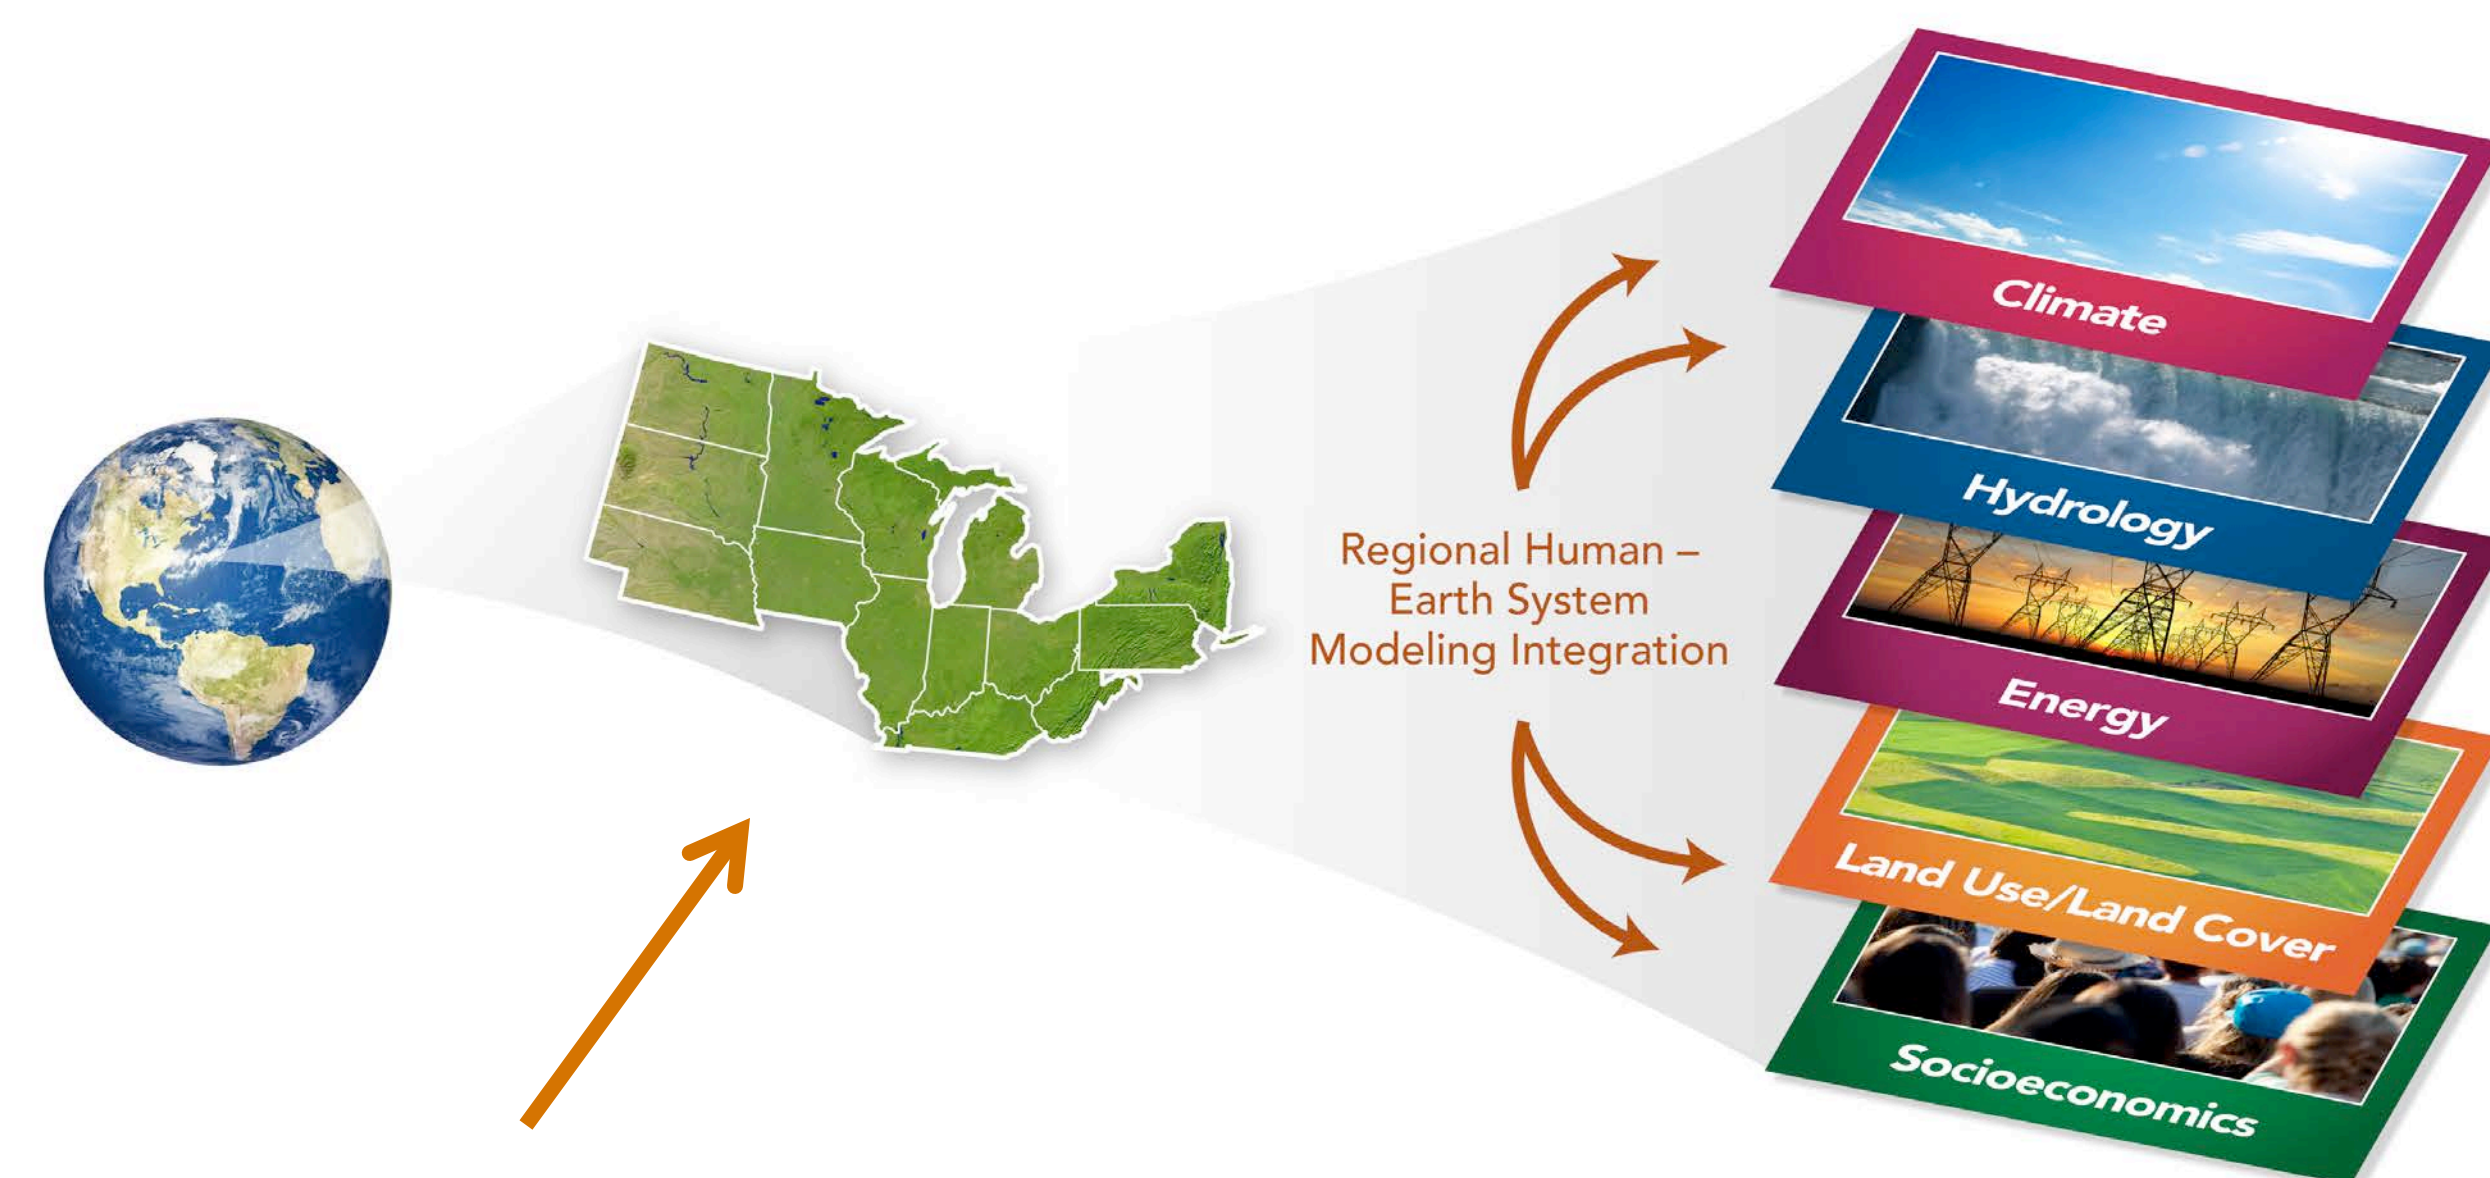 Climate
Hydrology
Regional Human –
Earth System
Modeling Integration
Energy
Land Use/Land Cover
Socioeconomics